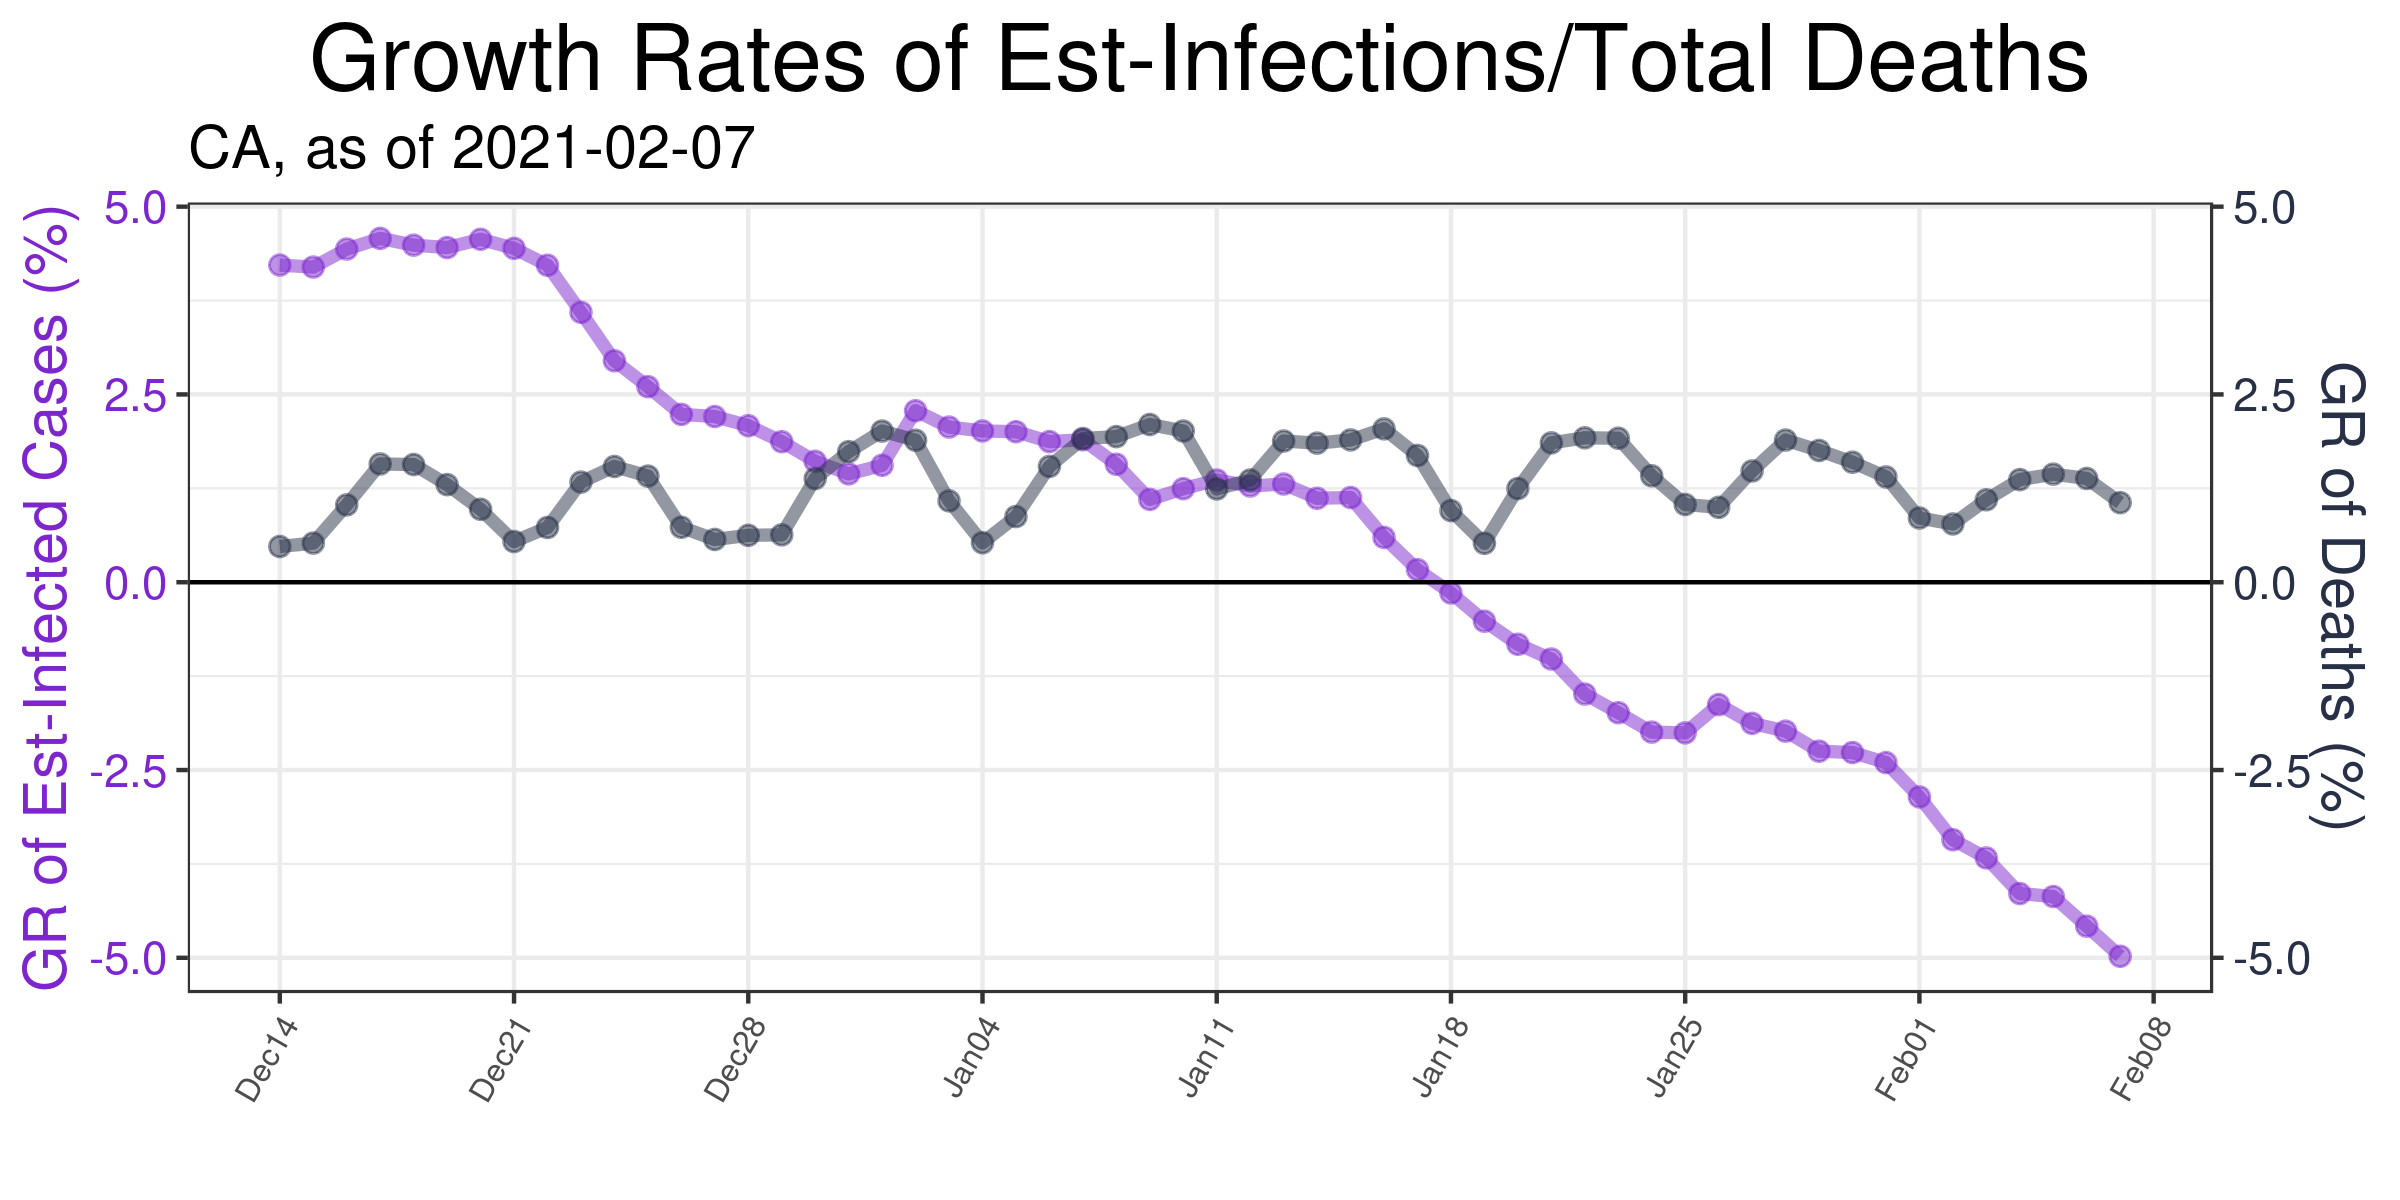 Growth Rates of Est-Infections/Total Deaths
CA, as of 2021-02-07
GR of Est-Infected Cases (%)
5.0
2.5
0.0
-2.5
-5.0
5.0
2.5
0.0
-2.5
-5.0
GR of Deaths (%)
Dec14
Dec21
Dec28
Jan04
Jan11
Jan18
Jan25
Feb01
Feb08